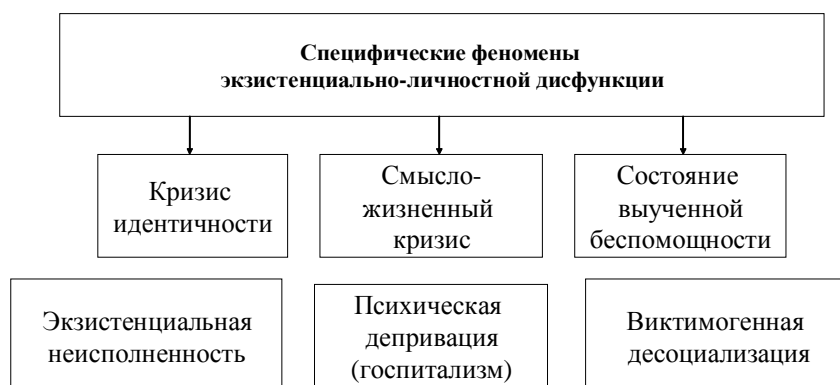 Специфические феномены
экзистенциально-личностной дисфункции
Кризис
идентичности
Смысло-
жизненный
кризис
Состояние
выученной
беспомощности
Экзистенциальная
неисполненность
Психическая
депривация
(госпитализм)
Виктимогенная
десоциализация